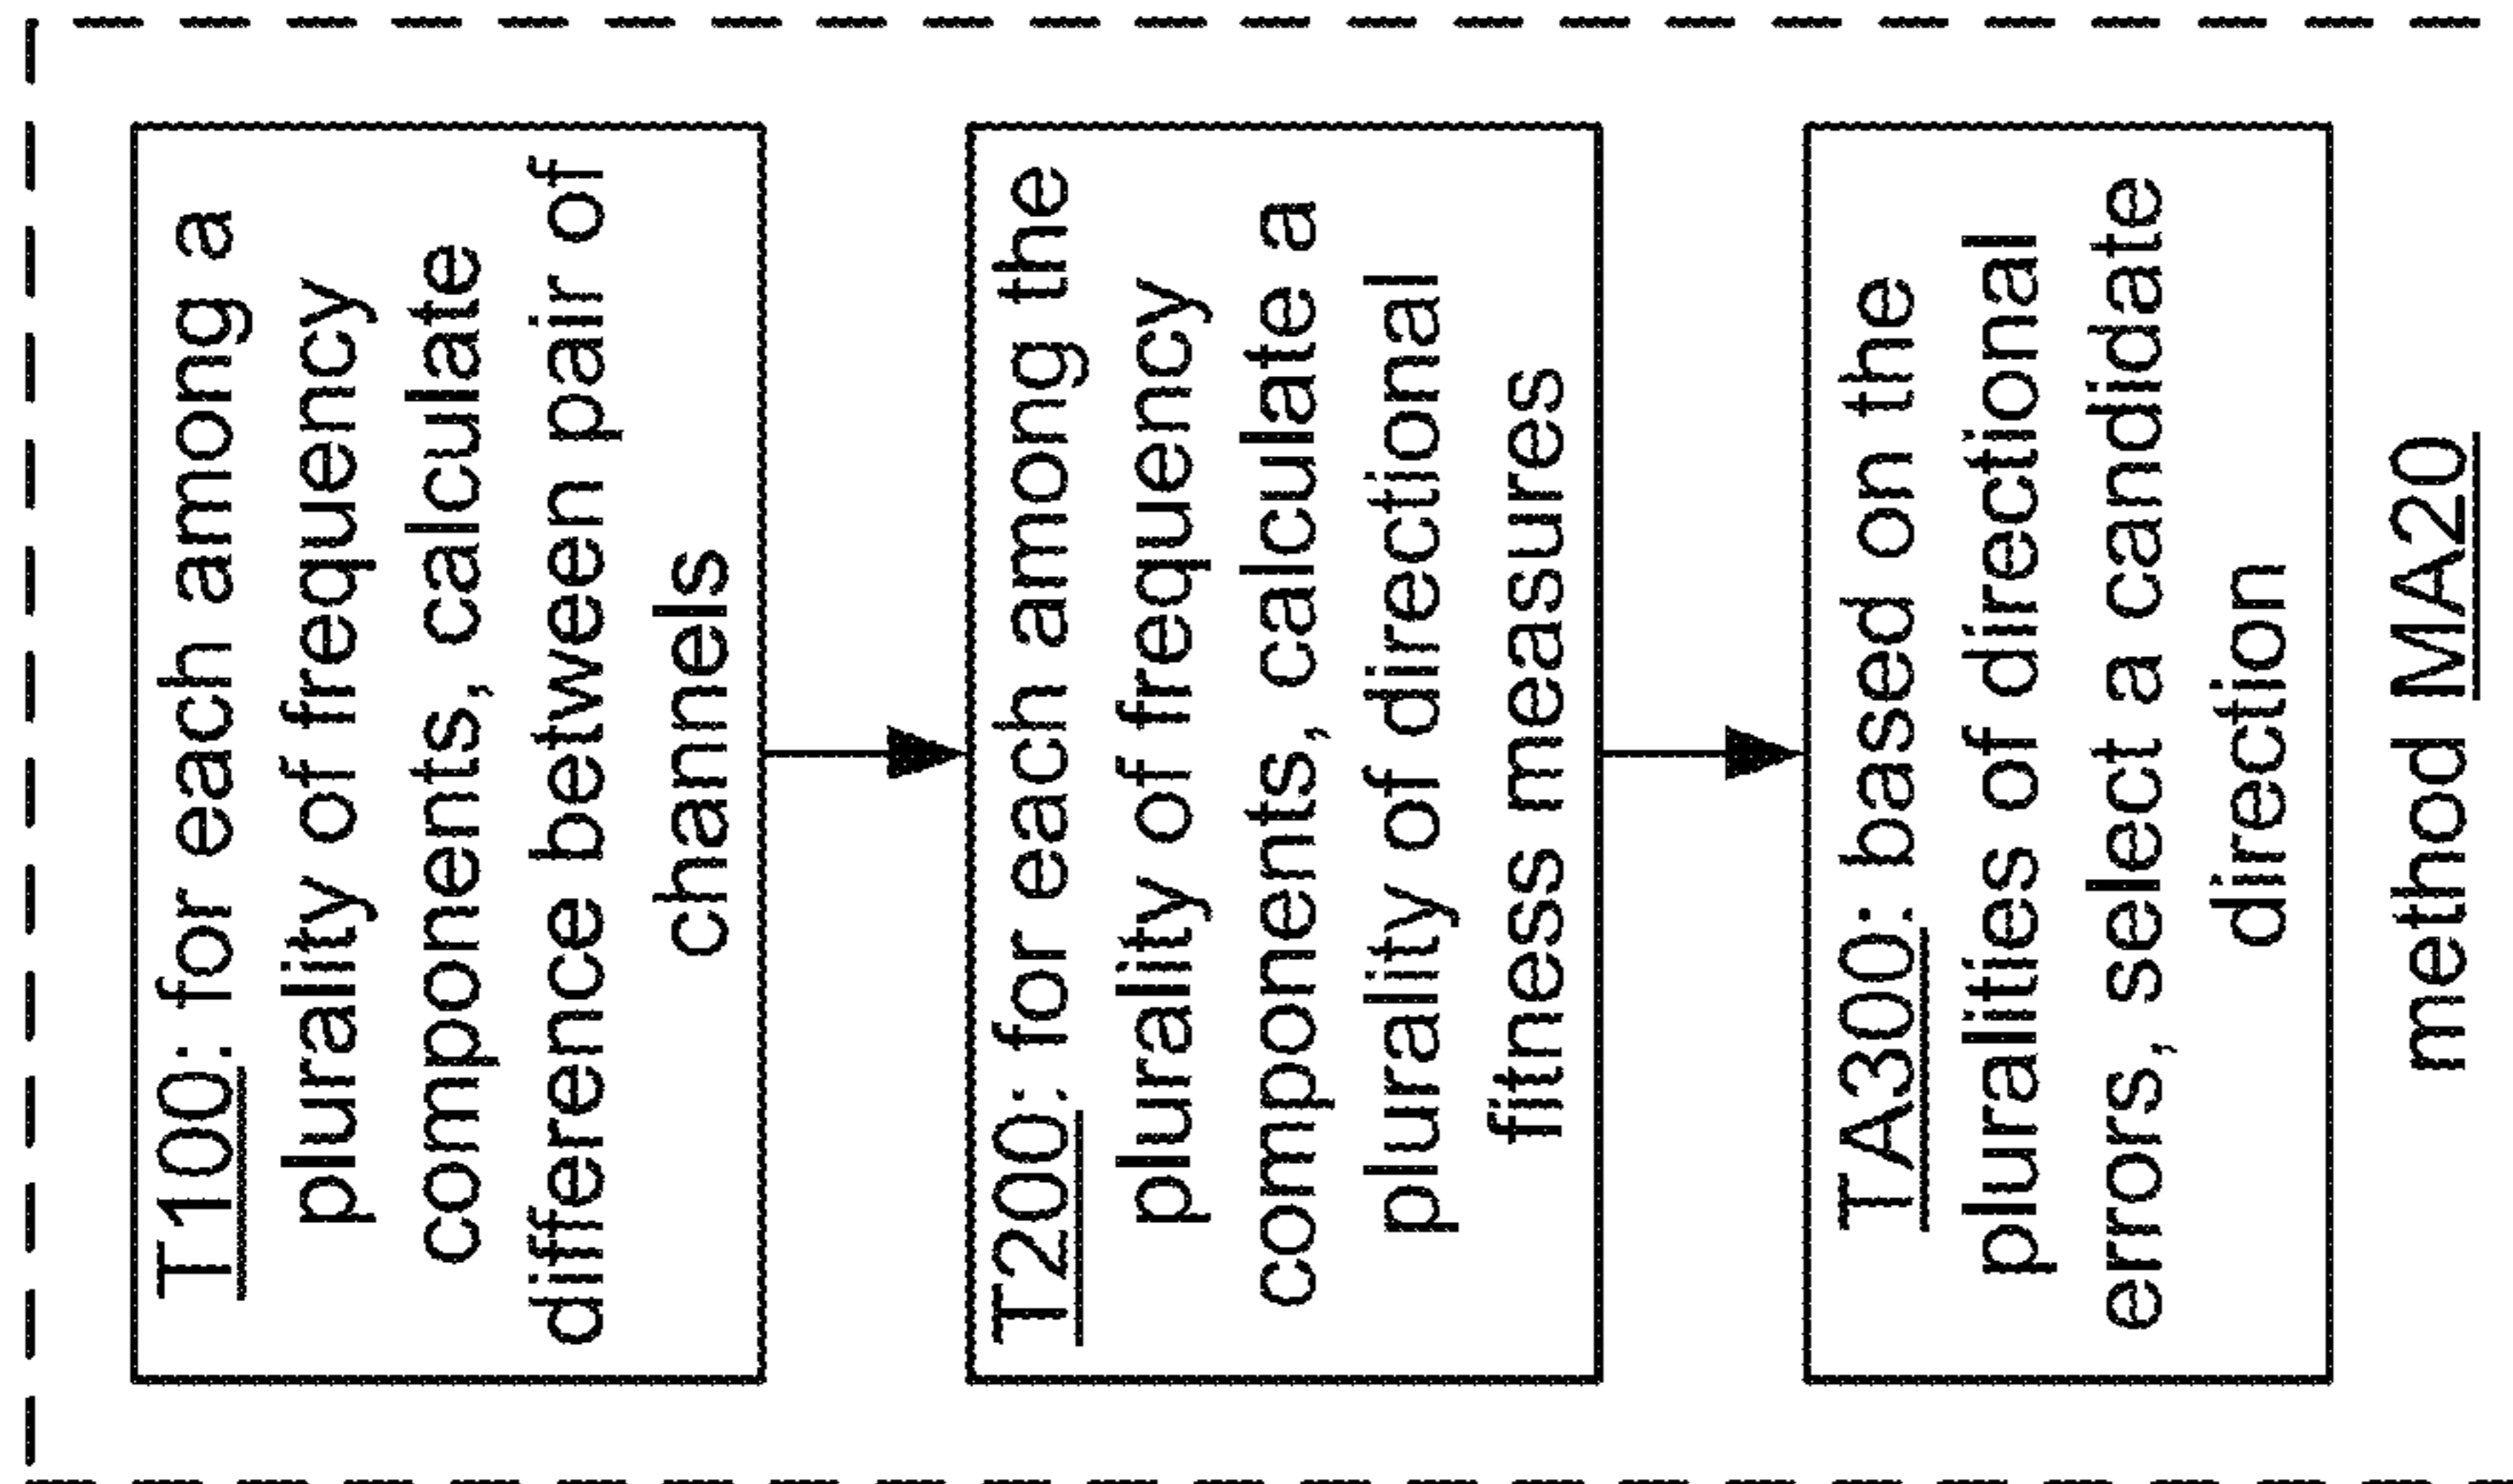 T100: for each among a
plurality of frequency
components, calculate
difference between pair of
channels
T200: for each among the
plurality of frequency
components, calculate a
plurality of directional
fitness measures
TA300: based on the
pluralities of directional
errors, select a candidate
direction
method MA20